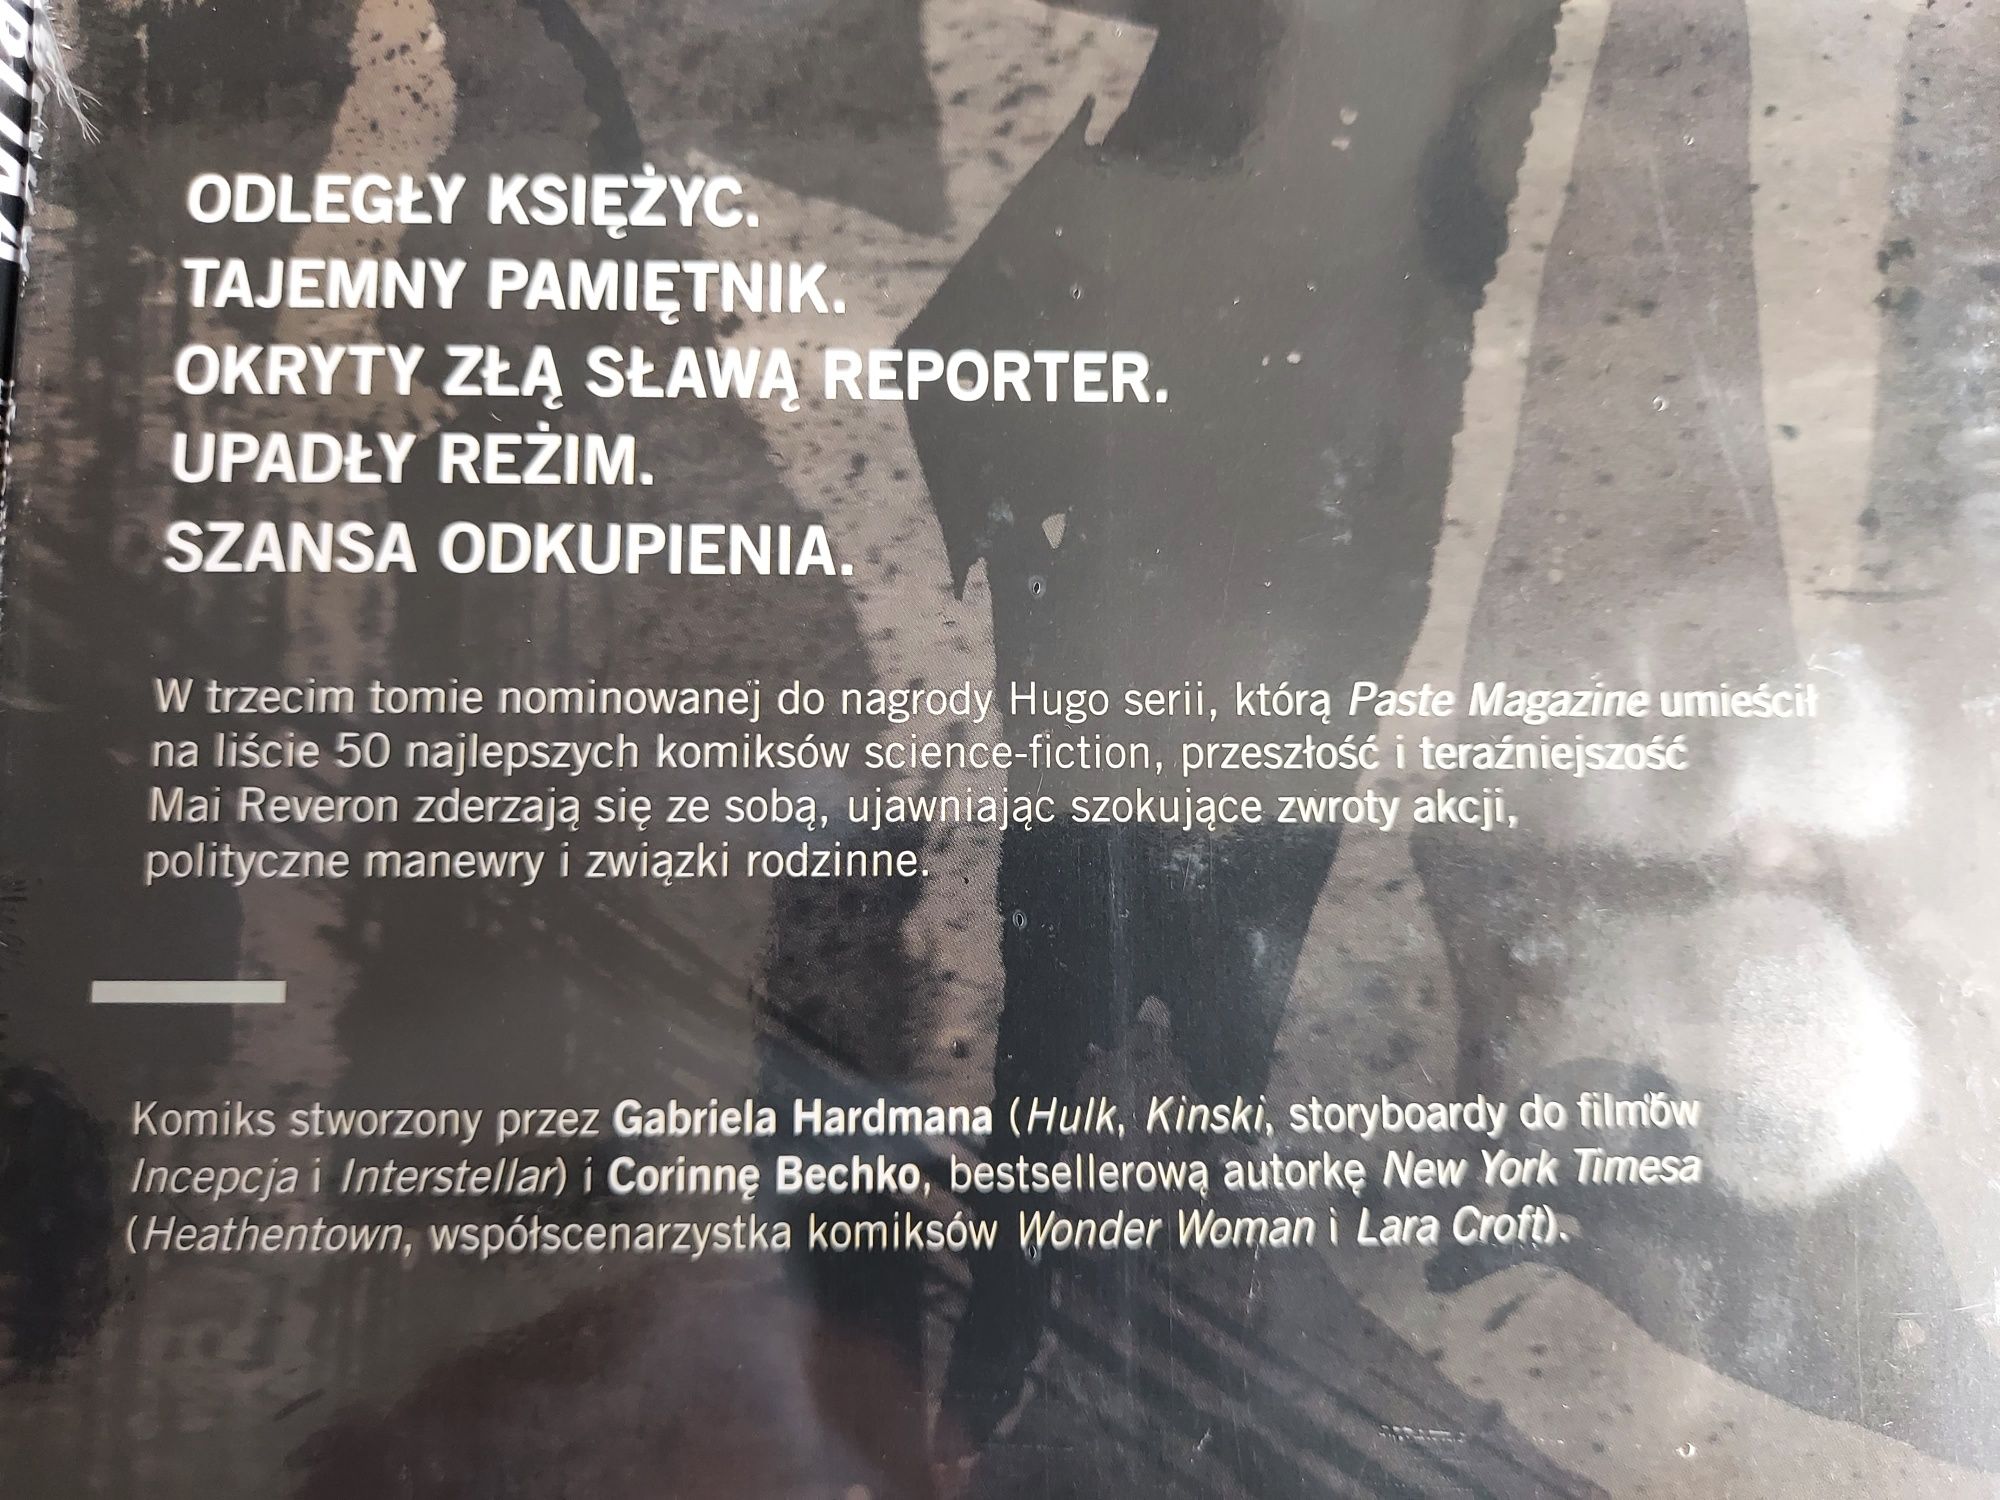 ODLEGŁY KSIĘŻYC.
TAJEMNY PAMIĘTNIK.
OKRYTY ZŁĄ SŁAWĄ REPORTER.
UPADŁY REŻIM.
SZANSA ODKUPIENIA.
W trzecim tomie nominowanej do nagrody Hugo serii, którą Paste Magazine umieścił
na liście 50 najlepszych komiksów science-fiction, przeszłość i teraźniejszość
Mai Reveron zderzają się ze sobą, ujawniając szokujące zwroty akcji,
polityczne manewry i związki rodzinne.
Komiks stworzony przez Gabriela Hardmana (Hulk, Kinski, storyboardy do filmów
Incepcja i Interstellar) i Corinnę Bechko, bestsellerową autorkę New York Timesa
(Heathentown, współscenarzystka komiksów Wonder Woman i Lara Croft).